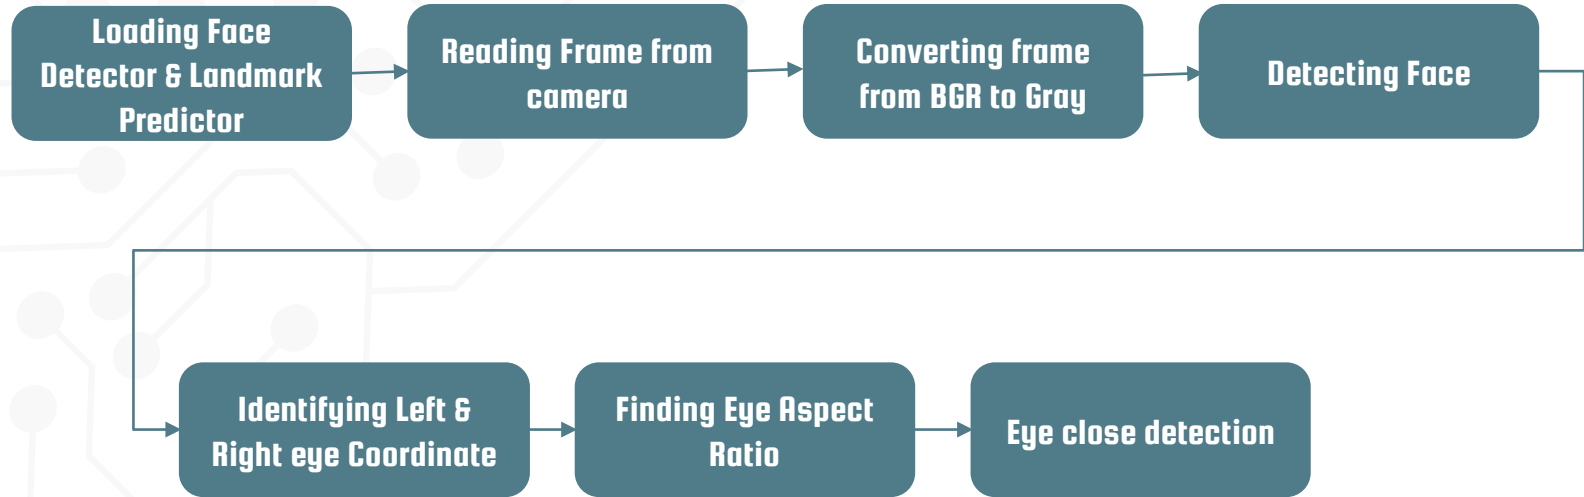 Loading Face
Detector & Landmark
Predictor
Reading Frame from
camera
Converting frame
from BGR to Gray
Detecting Face
Identifying Left &
Right eye Coordinate
Finding Eye Aspect
Ratio
Eye close detection